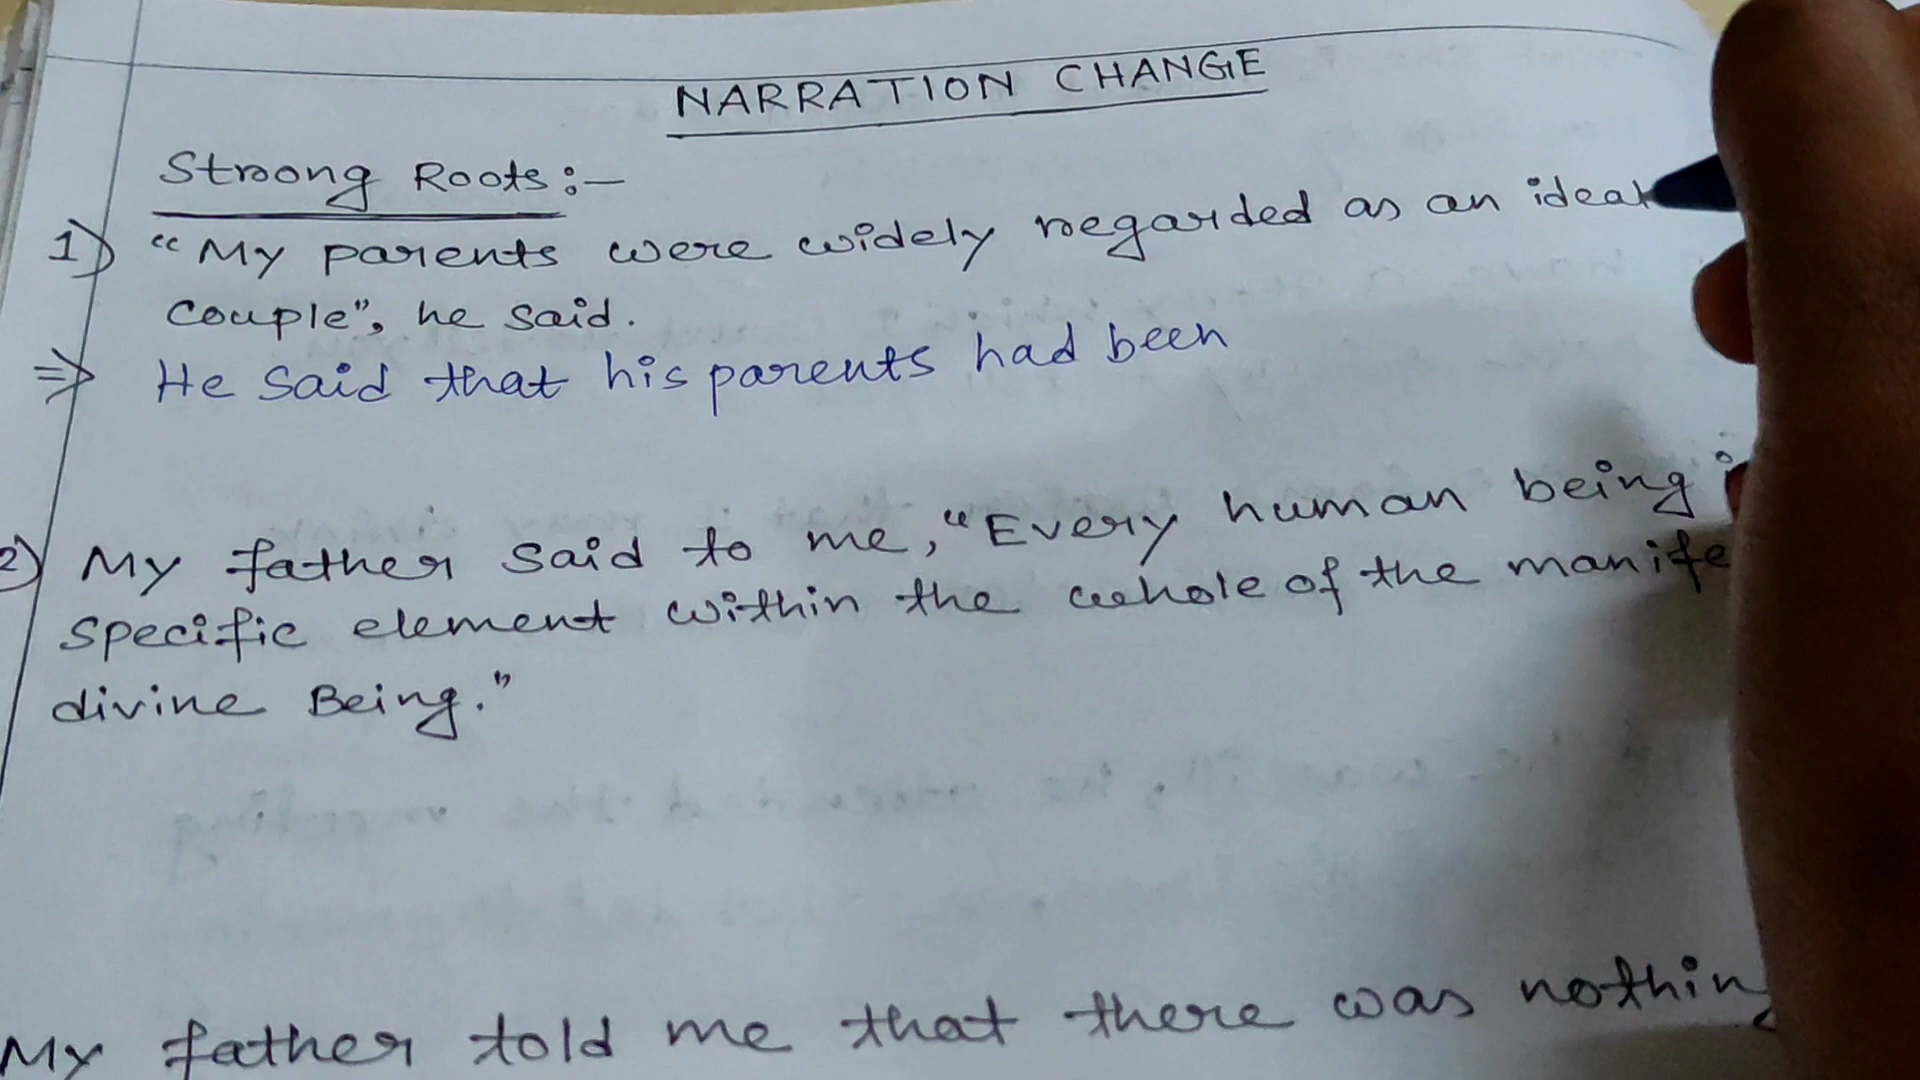 NARRATION CHANGE
Strong Roots:-
1) "My parents were widely regarded as an ideal
couple", he said.
=> He said that his parents had been
2) My father said to me, "Every human being
specific element within the whole of the manife
divine Being."
My father told me that there was nothing